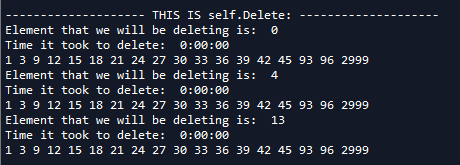 -------------------- THIS IS self.Delete: --------------------
Element that we will be deleting is:  0
Time it took to delete:  0:00:00
1 3 9 12 15 18 21 24 27 30 33 36 39 42 45 93 96 2999
Element that we will be deleting is:  4
Time it took to delete:  0:00:00
1 3 9 12 15 18 21 24 27 30 33 36 39 42 45 93 96 2999
Element that we will be deleting is:  13
Time it took to delete:  0:00:00
1 3 9 12 15 18 21 24 27 30 33 36 39 42 45 93 96 2999